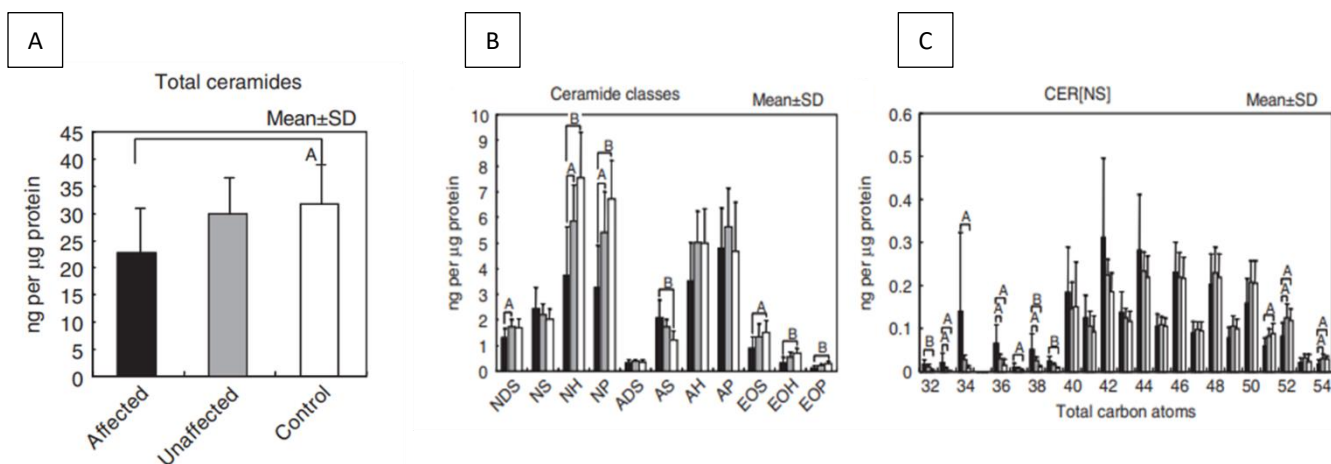 A
Total ceramides
Mean±SD
45
40
35
30
25
20
15
10
5
0
ng per µg protein
A
Affected
Unaffected
Control
B
Ceramide classes
Mean±SD
10
9
8
7
6
5
4
3
2
1
0
ng per µg protein
B
B
A
A
A
B
A
B
B
NDS
NS
NH
NP
ADS
AS
AH
AP
EOS
EOH
EOP
C
CER[NS]
Mean±SD
0.6
0.5
0.4
0.3
0.2
0.1
0
ng per µg protein
A
B
A
A
A
A
A
B
A
B
A
A
A
A
A
32
34
36
38
40
42
44
46
48
50
52
54
Total carbon atoms